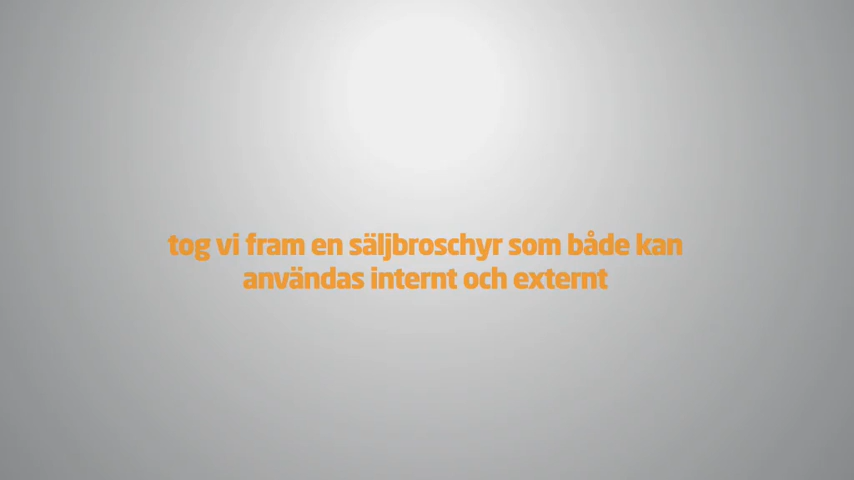 tog vi fram en säljbroschyr som både kan
användas internt och externt